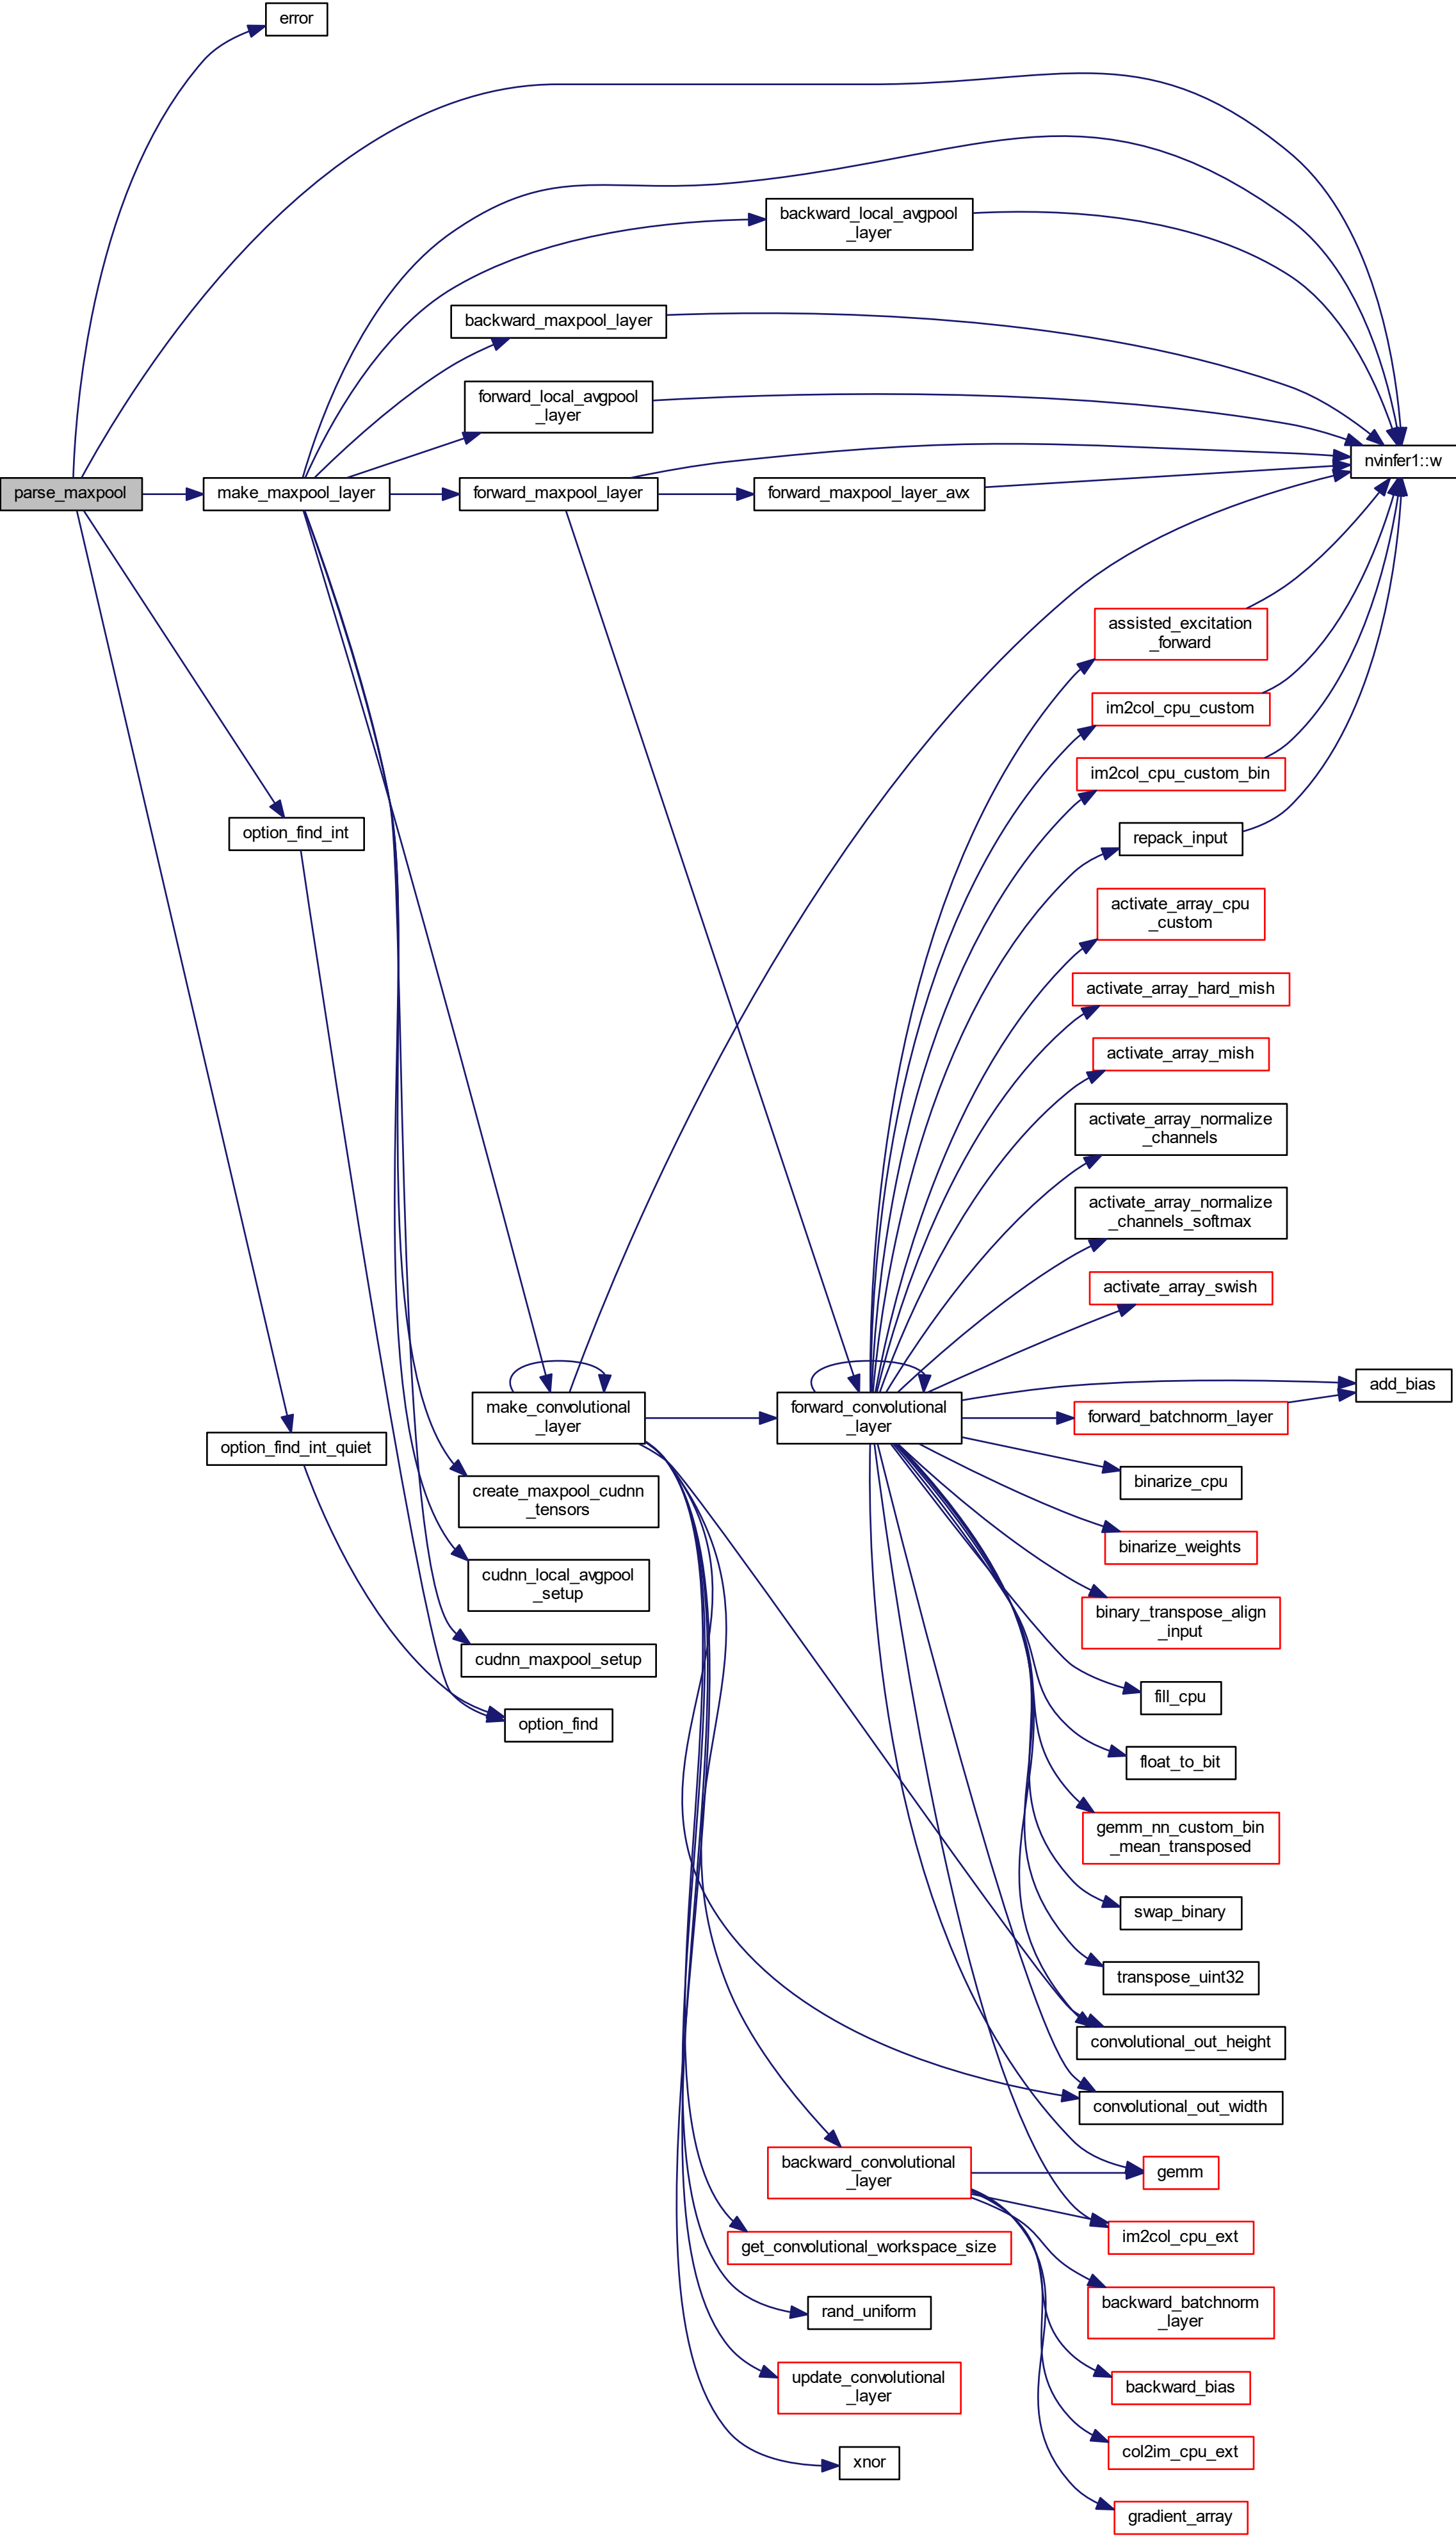 error
backward_local_avgpool
_layer
backward_maxpool_layer
forward_local_avgpool
_layer
nvinfer1::w
parse_maxpool
make_maxpool_layer
forward_maxpool_layer
forward_maxpool_layer_avx
assisted_excitation
_forward
im2col_cpu_custom
im2col_cpu_custom_bin
option_find_int
repack_input
activate_array_cpu
_custom
activate_array_hard_mish
activate_array_mish
activate_array_normalize
_channels
activate_array_normalize
_channels_softmax
activate_array_swish
add_bias
make_convolutional
_layer
forward_convolutional
_layer
forward_batchnorm_layer
option_find_int_quiet
binarize_cpu
create_maxpool_cudnn
_tensors
binarize_weights
cudnn_local_avgpool
_setup
binary_transpose_align
_input
cudnn_maxpool_setup
fill_cpu
option_find
float_to_bit
gemm_nn_custom_bin
_mean_transposed
swap_binary
transpose_uint32
convolutional_out_height
convolutional_out_width
backward_convolutional
_layer
gemm
get_convolutional_workspace_size
im2col_cpu_ext
rand_uniform
backward_batchnorm
_layer
update_convolutional
_layer
backward_bias
xnor
col2im_cpu_ext
gradient_array